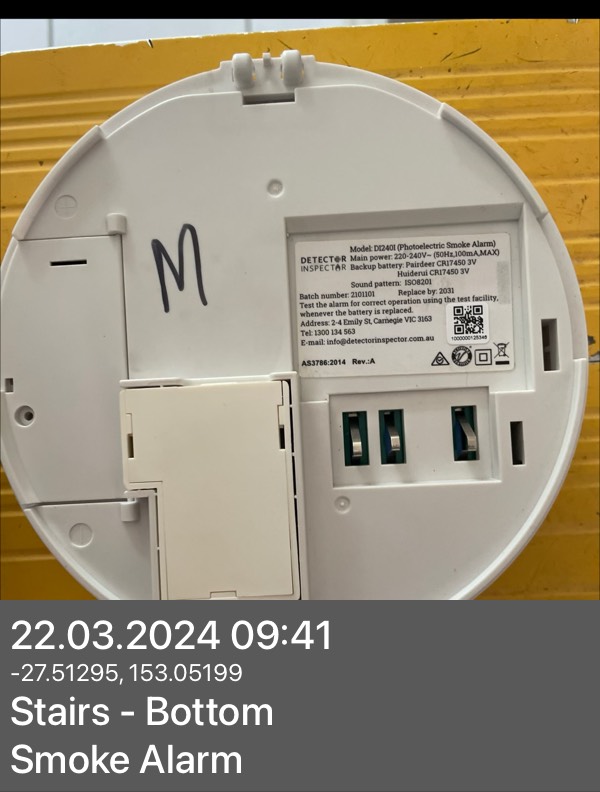 M
DETECTOR
INSPECTOR
Model: DI240I (Photoelectric Smoke Alarm)
Main power: 220-240V~ (50Hz,100mA,MAX)
Backup battery: Pairdeer CR17450 3V
Huiderui CR17450 3V
Sound pattern: ISO8201
Batch number: 2101101 Replace by: 2031
Test the alarm for correct operation using the test facility,
whenever the battery is replaced.
Address: 2-4 Emily St, Carnegie VIC 3163
Tel: 1300 134 563
E-mail: info@detectorinspector.com.au
1000000125348
AS3786:2014 Rev.:A
22.03.2024 09:41
-27.51295, 153.05199
Stairs - Bottom
Smoke Alarm